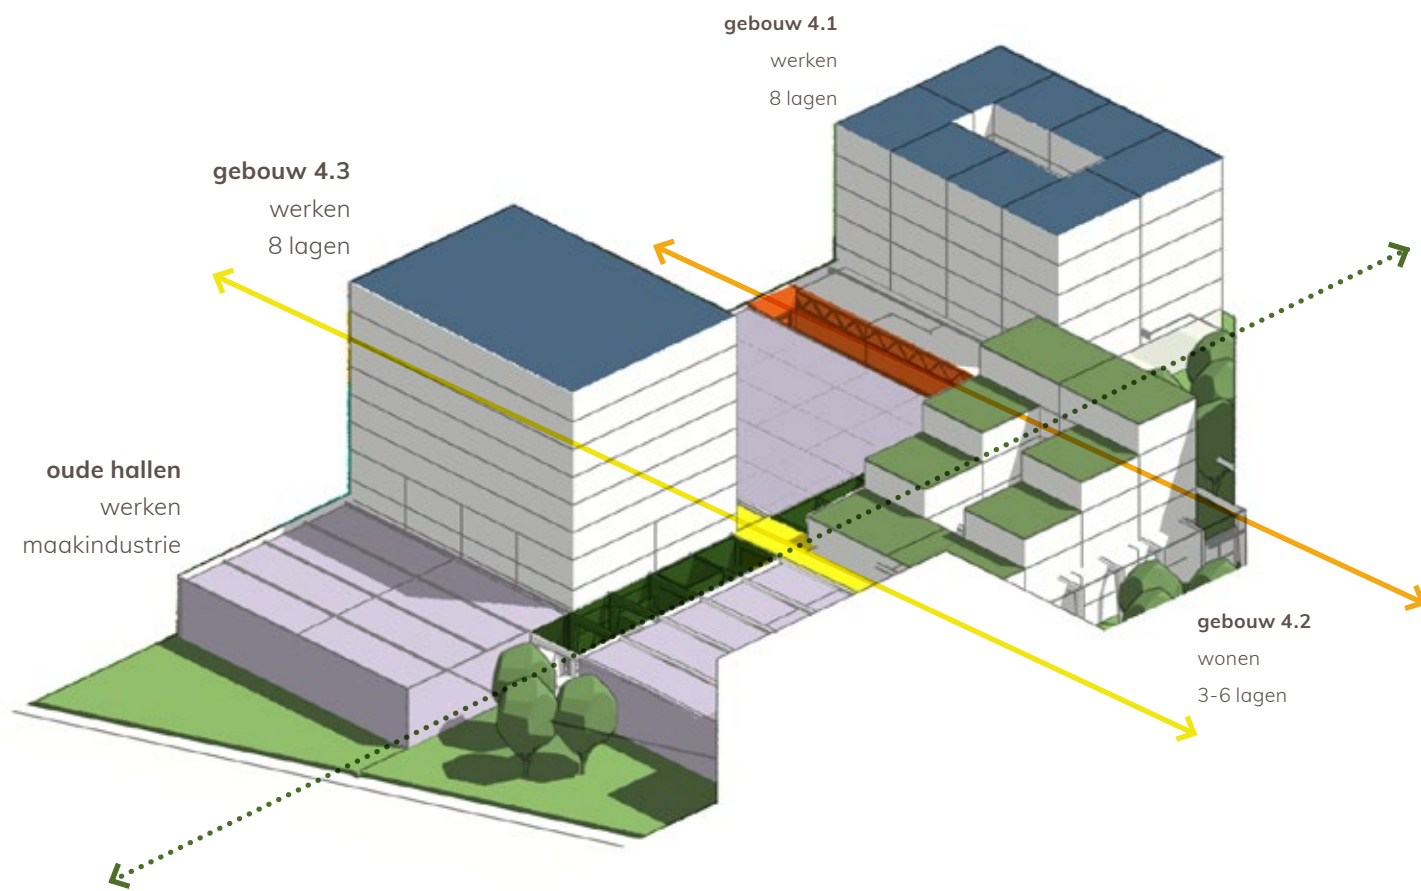 gebouw 4.1
werken
8 lagen
gebouw 4.3
werken
8 lagen
oude hallen
werken
maakindustrie
gebouw 4.2
wonen
3-6 lagen